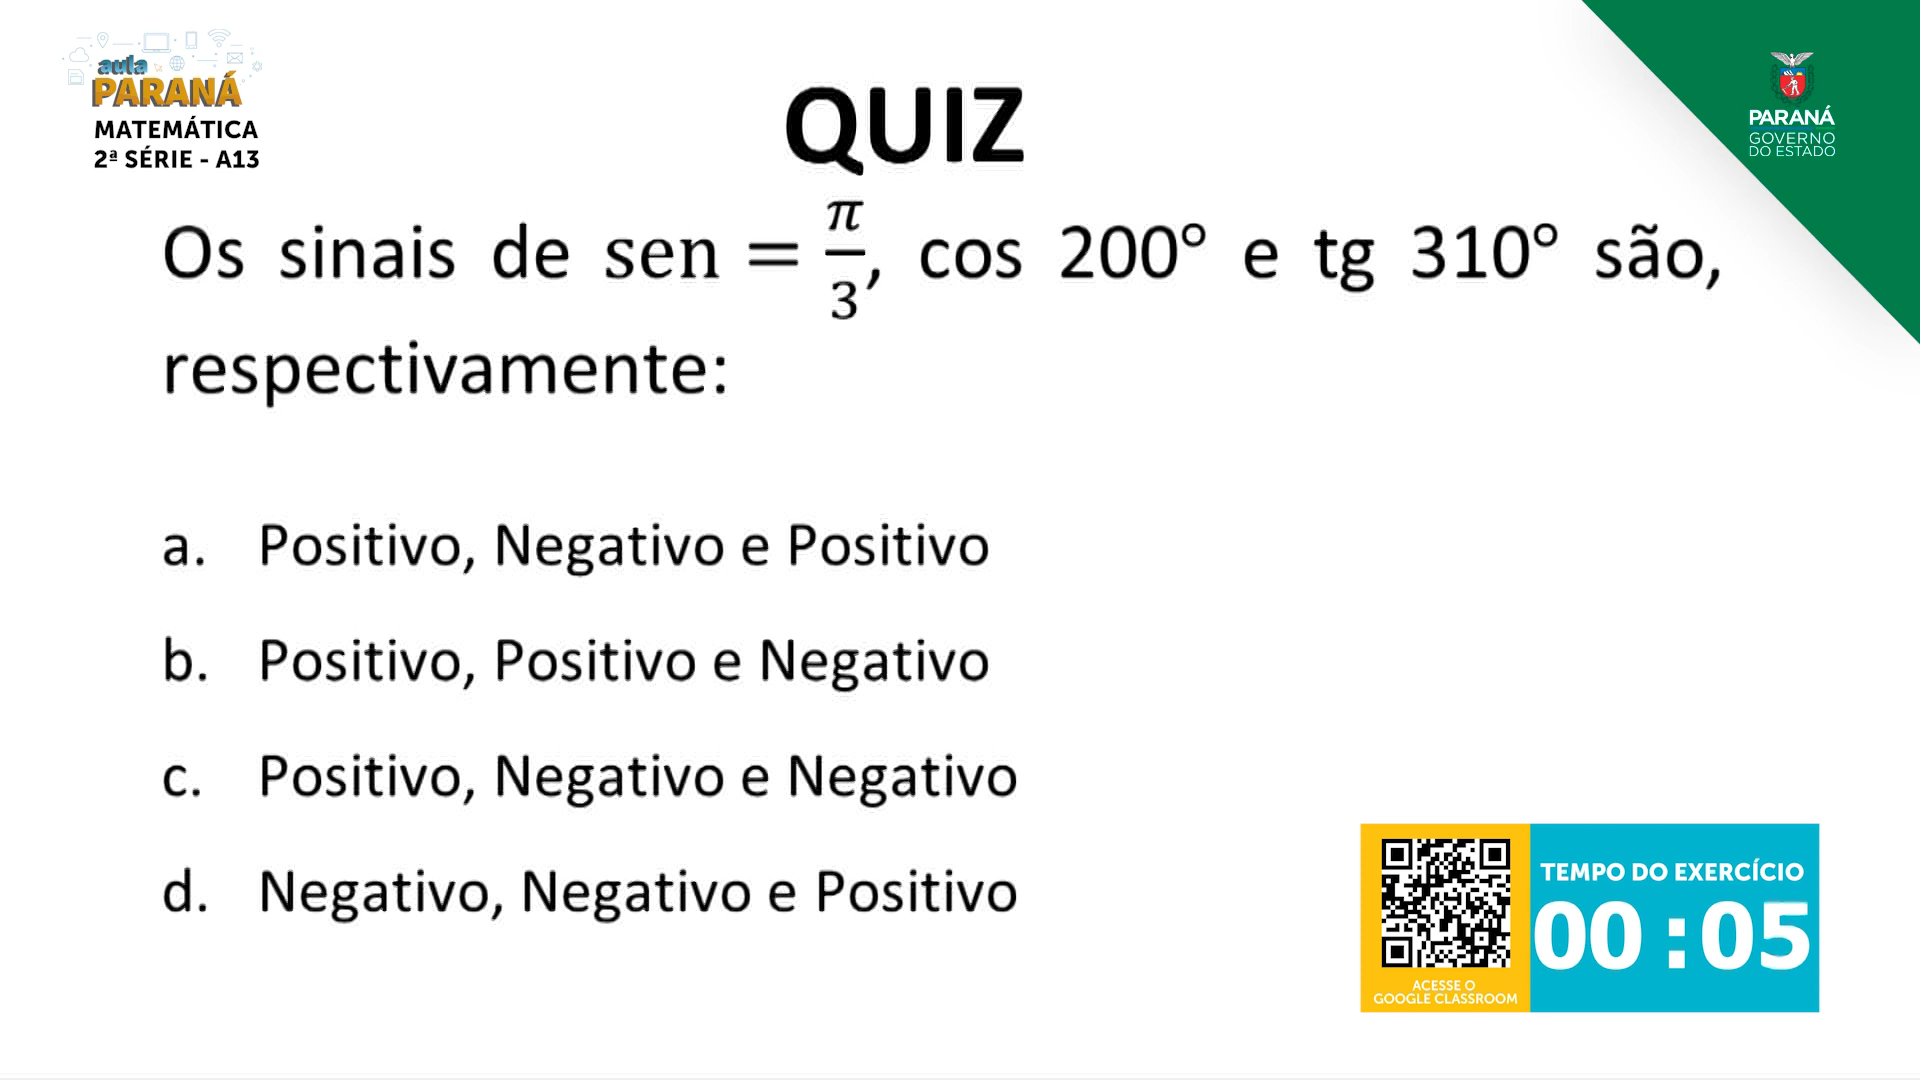 aula
PARANÁ
MATEMÁTICA
2ª SÉRIE - A13
QUIZ
PARANÁ
GOVERNO
DO ESTADO
Os sinais de sen = π/3, cos 200º e tg 310º são,
respectivamente:
a. Positivo, Negativo e Positivo
b. Positivo, Positivo e Negativo
c. Positivo, Negativo e Negativo
d. Negativo, Negativo e Positivo
ACESSE O
GOOGLE CLASSROOM
TEMPO DO EXERCÍCIO
00:05